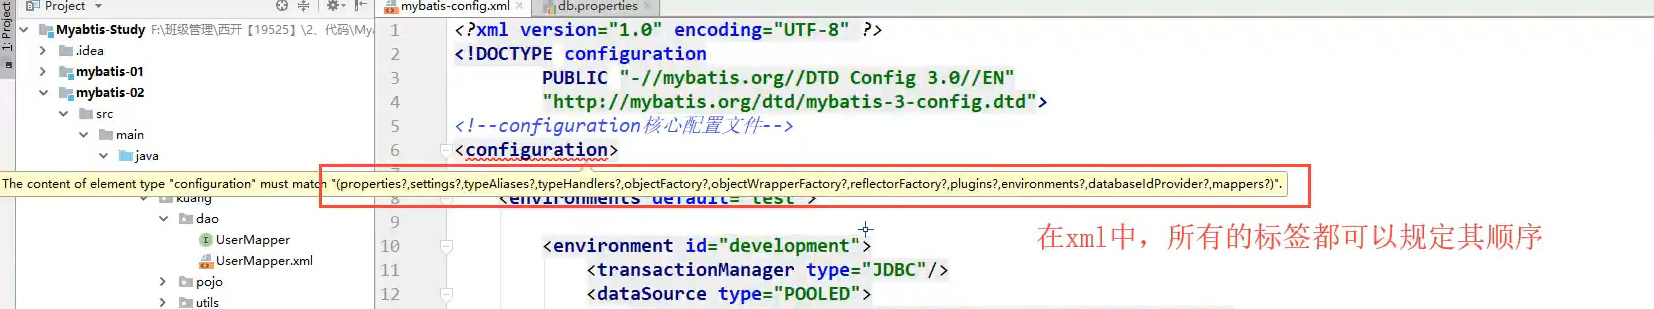 Project
mybatis-config.xml
db.properties
1: Project
Myabtis-Study F:\班级管理\西开【19525】\2、代码\Mya
.idea
mybatis-01
mybatis-02
src
main
java
kuang
dao
UserMapper
UserMapper.xml
pojo
utils
1 <?xml version="1.0" encoding="UTF-8" ?>
2 <!DOCTYPE configuration
3 PUBLIC "-//mybatis.org//DTD Config 3.0//EN"
4 "http://mybatis.org/dtd/mybatis-3-config.dtd">
5 <!--configuration核心配置文件-->
6 <configuration>
The content of element type "configuration" must match "(properties?,settings?,typeAliases?,typeHandlers?,objectFactory?,objectWrapperFactory?,reflectorFactory?,plugins?,environments?,databaseIdProvider?,mappers?)".
8 <environments default="test">
9
10 <environment id="development">
11 <transactionManager type="JDBC"/>
12 <dataSource type="POOLED">
在xml中，所有的标签都可以规定其顺序